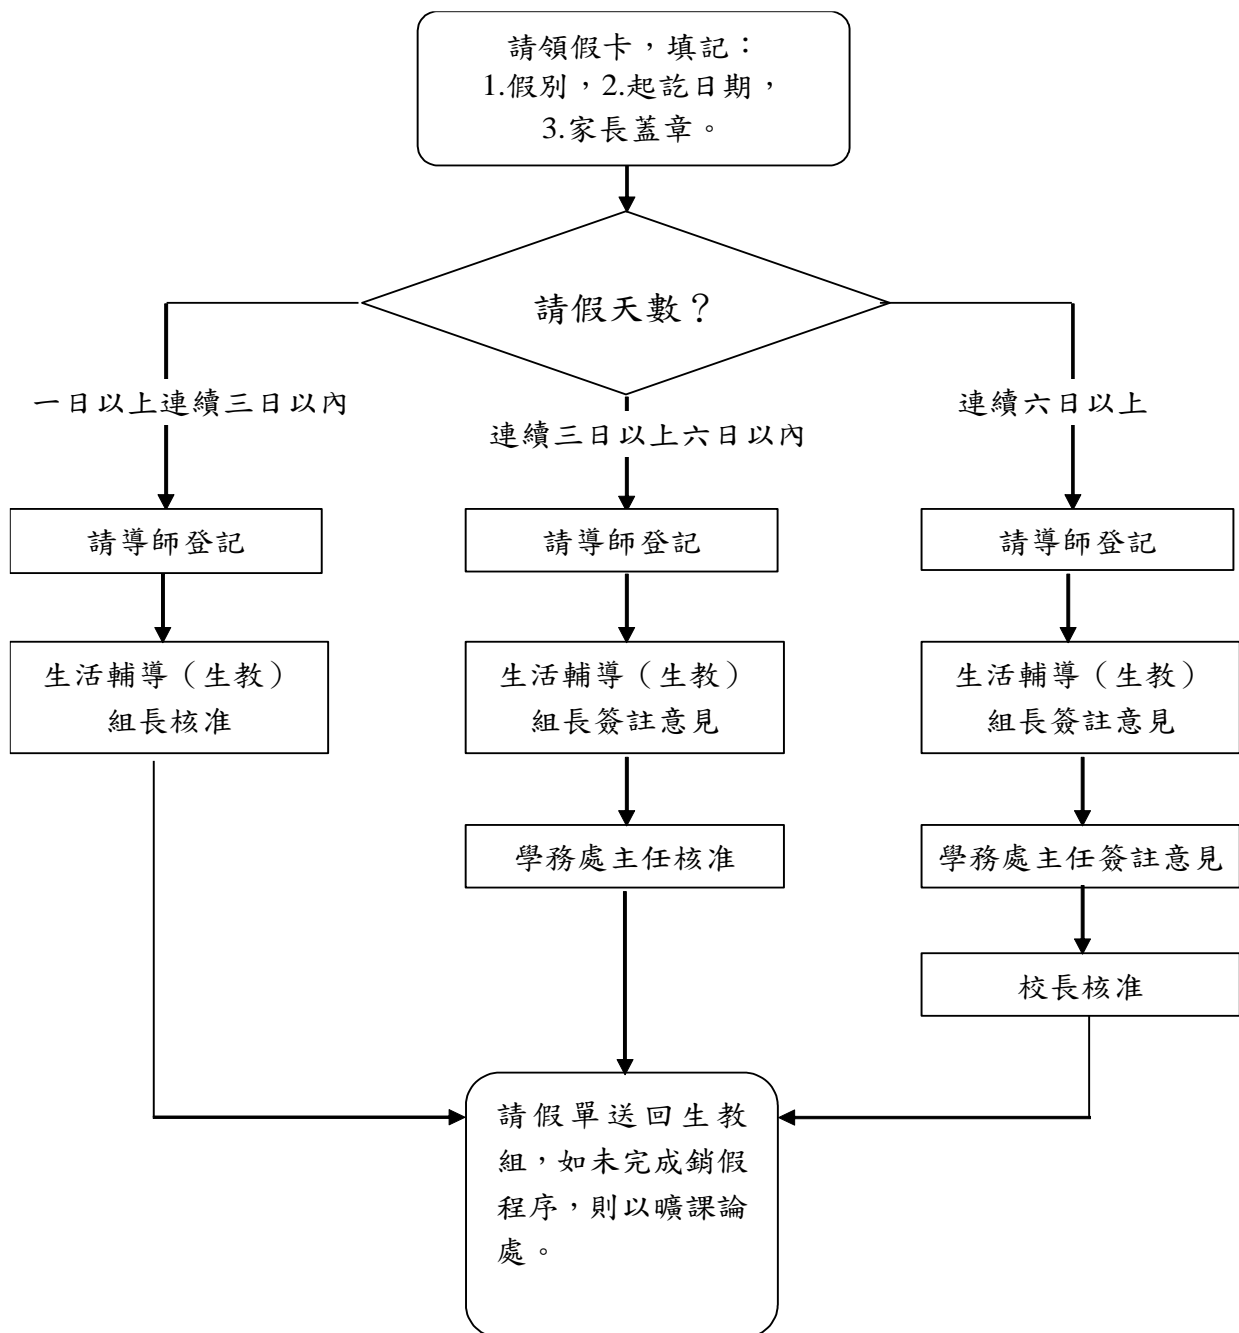 請領假卡，填記：
1.假別，2.起訖日期，
3.家長蓋章。
請假天數？
一日以上連續三日以內
連續三日以上六日以內
連續六日以上
請導師登記
請導師登記
請導師登記
生活輔導（生教）
組長核准
生活輔導（生教）
組長簽註意見
生活輔導（生教）
組長簽註意見
學務處主任核准
學務處主任簽註意見
校長核准
請假單送回生教
組，如未完成銷假
程序，則以曠課論
處。